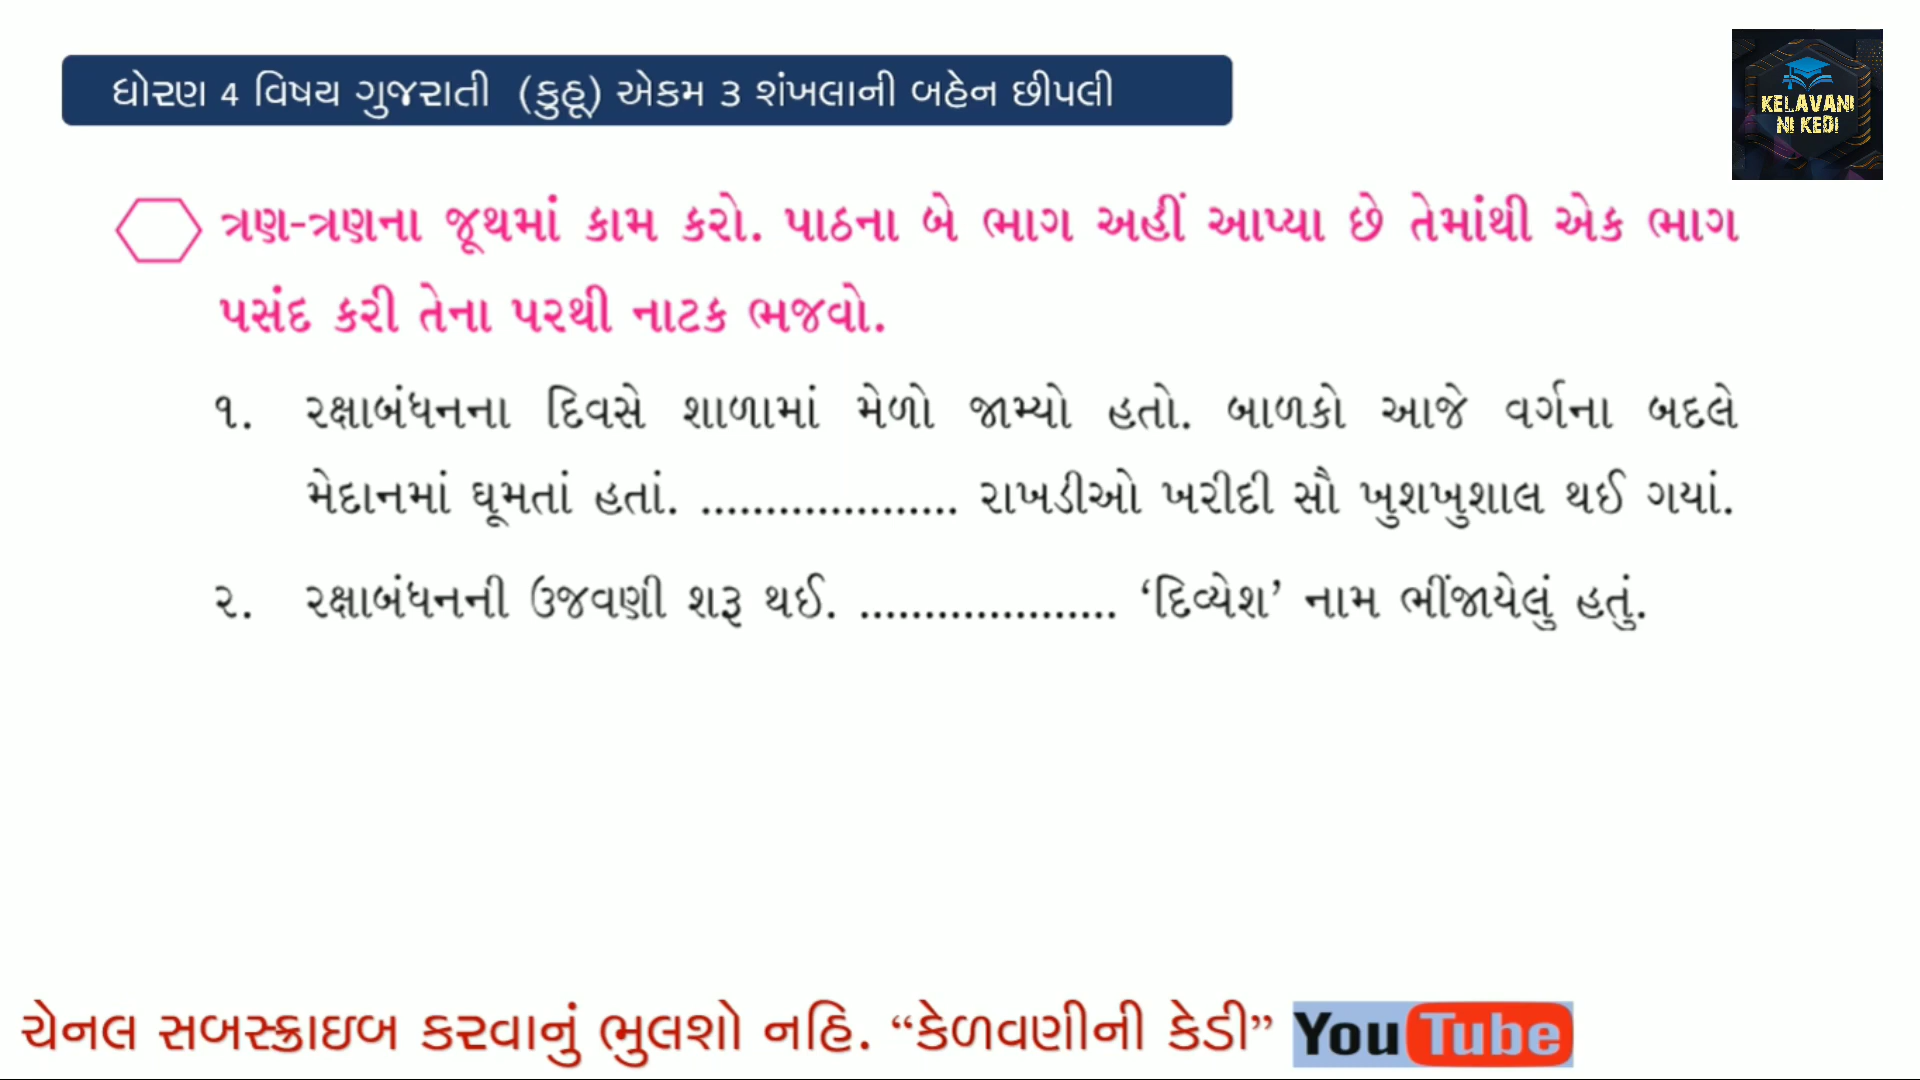 ધોરણ 4 વિષય ગુજરાતી (કુહૂ) એકમ 3 શંખલાની બહેન છીપલી
KELAVANI
NI KEDI
ત્રણ-ત્રણના જૂથમાં કામ કરો. પાઠના બે ભાગ અહીં આપ્યા છે તેમાંથી એક ભાગ
પસંદ કરી તેના પરથી નાટક ભજવો.
૧. રક્ષાબંધનના દિવસે શાળામાં મેળો જામ્યો હતો. બાળકો આજે વર્ગના બદલે
મેદાનમાં ઘૂમતાં હતાં. .................... રાખડીઓ ખરીદી સૌ ખુશખુશાલ થઈ ગયાં.
૨. રક્ષાબંધનની ઉજવણી શરૂ થઈ. .................... ‘દિવ્યેશ’ નામ ભીંજાયેલું હતું.
ચેનલ સબસ્ક્રાઇબ કરવાનું ભુલશો નહિ. “કેળવણીની કેડી” YouTube